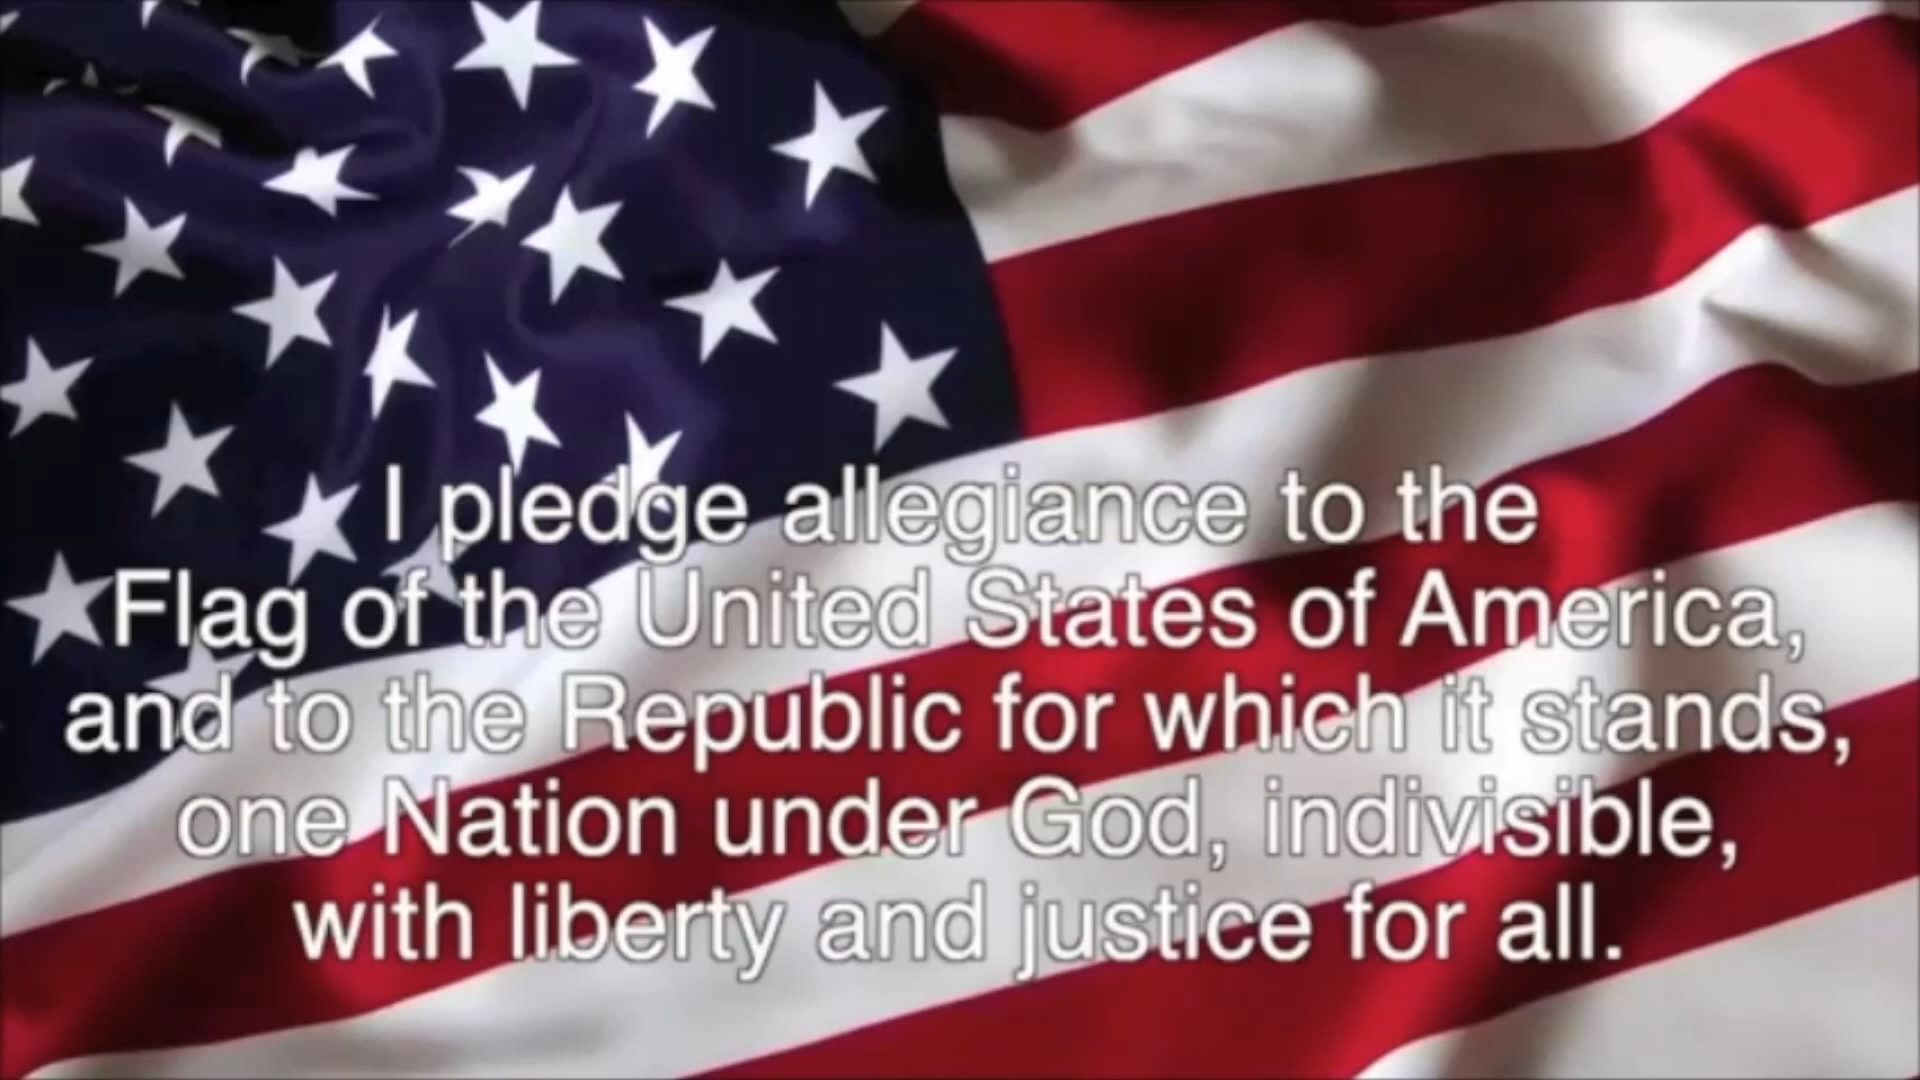 I pledge allegiance to the
Flag of the United States of America,
and to the Republic for which it stands,
one Nation under God, indivisible,
with liberty and justice for all.